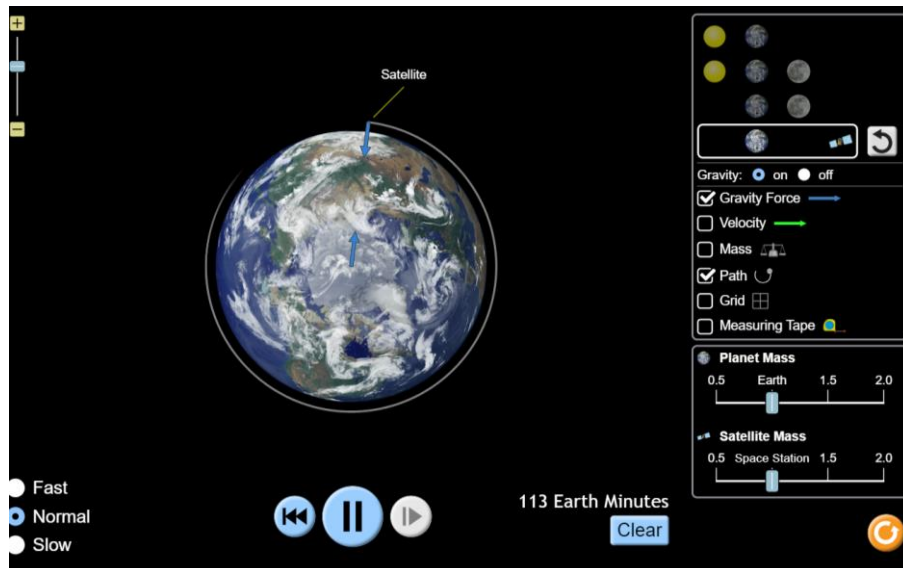 +
Satellite
−
Gravity: on off
Gravity Force
Velocity
Mass
Path
Grid
Measuring Tape
Planet Mass
0.5 Earth 1.5 2.0
Satellite Mass
0.5 Space Station 1.5 2.0
Fast
Normal
Slow
113 Earth Minutes
Clear